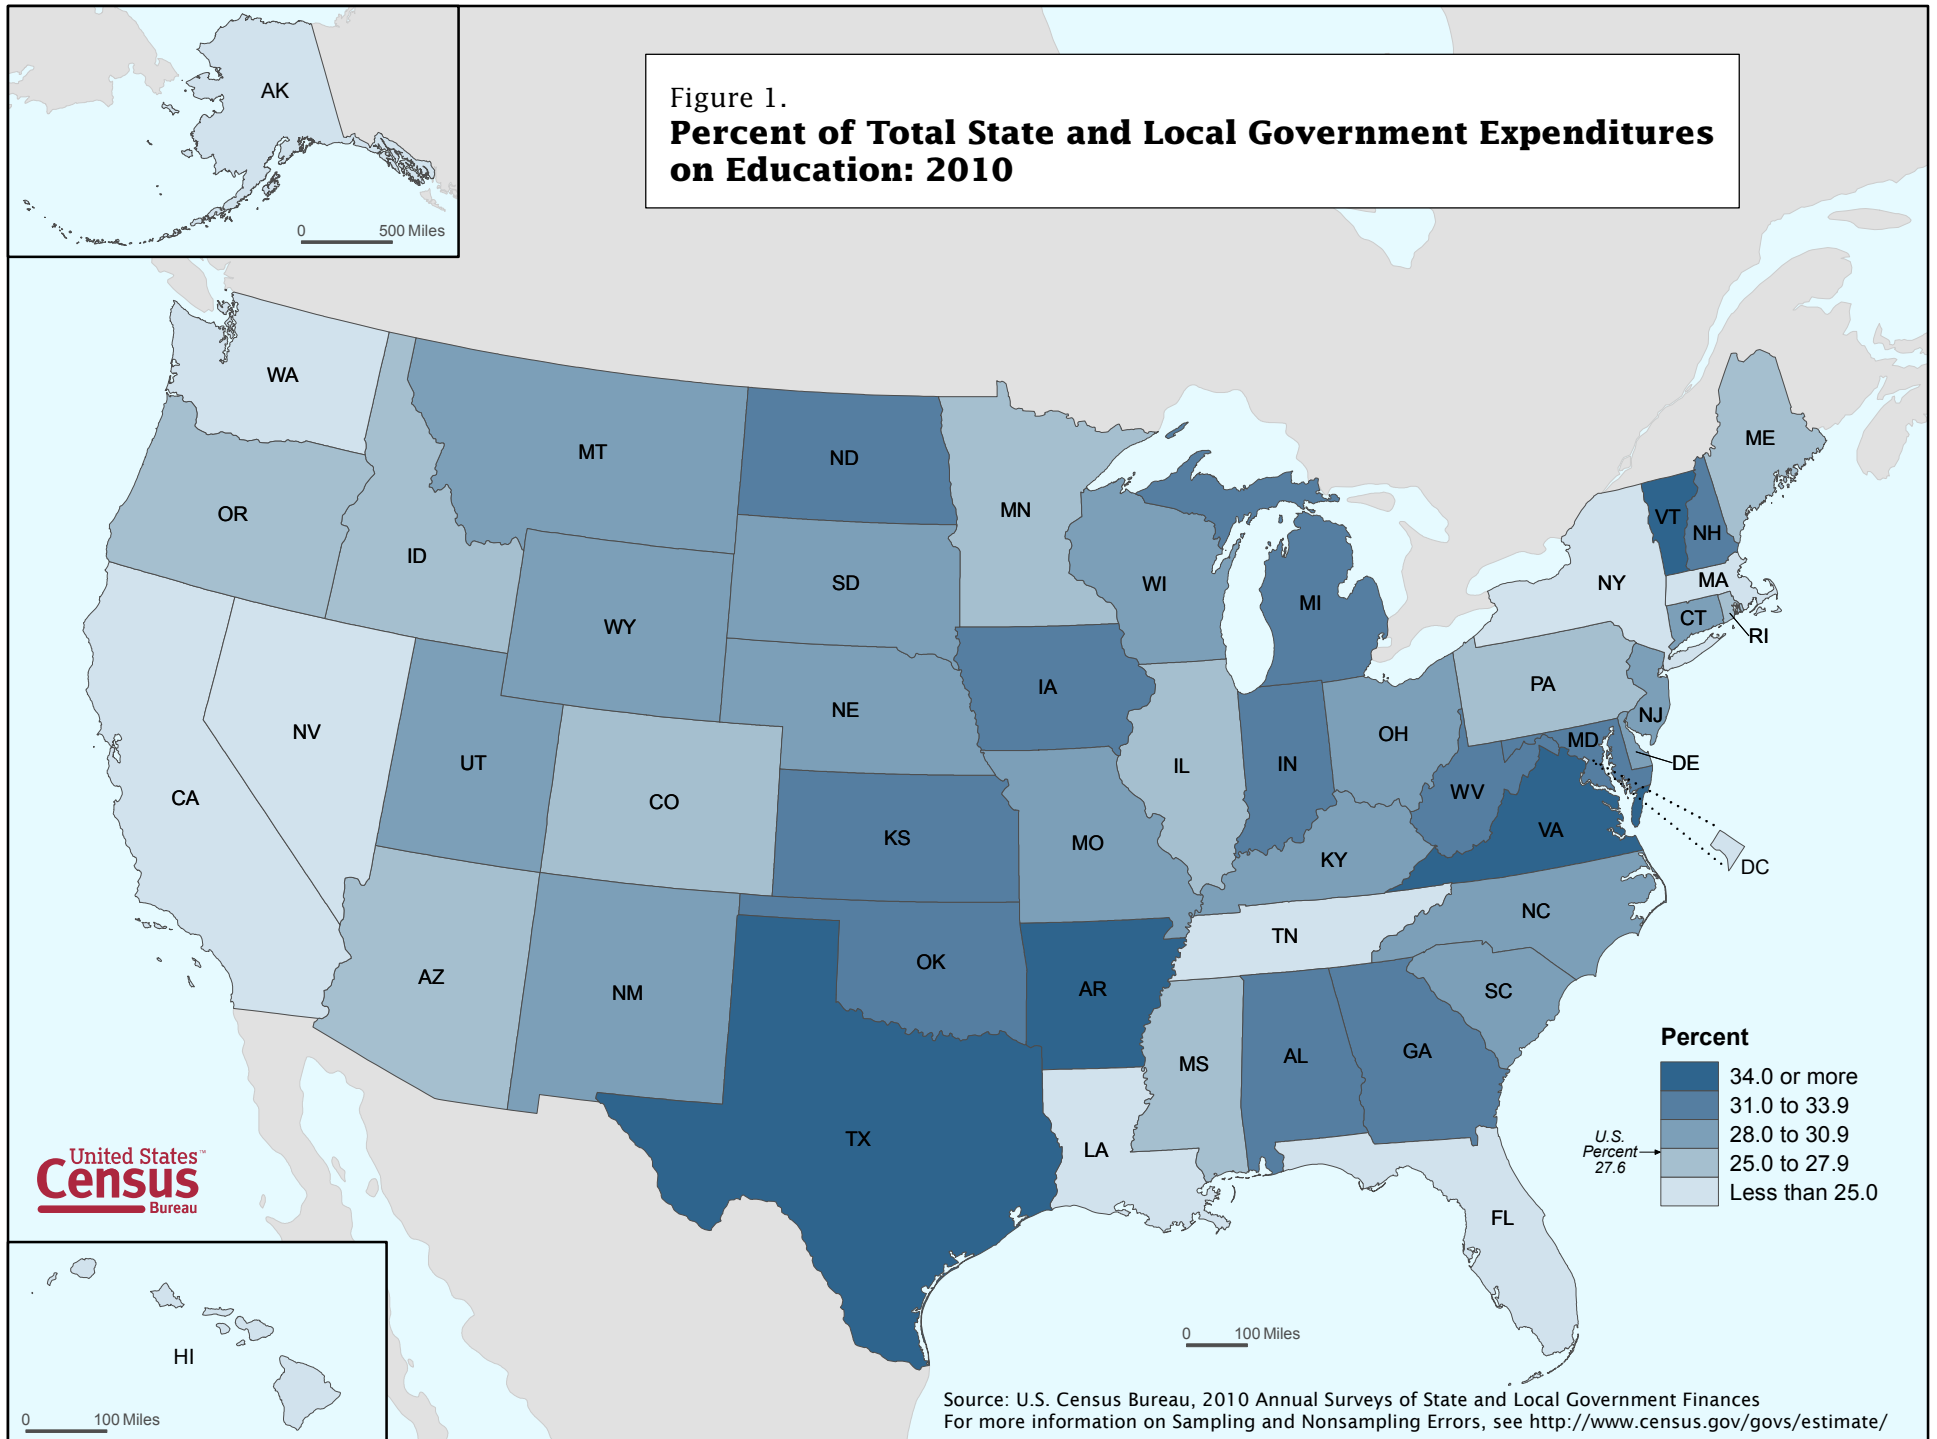 Figure 1.
Percent of Total State and Local Government Expenditures
on Education: 2010
AK
0 500 Miles
WA
MT
ND
MN
ME
OR
ID
SD
WI
MI
VT
NH
NY
MA
CT
RI
WY
IA
PA
NJ
NE
NV
UT
CO
IL
IN
OH
MD
DE
WV
VA
DC
CA
KS
MO
KY
NC
TN
AZ
NM
OK
AR
SC
MS
AL
GA
TX
LA
FL
Percent
34.0 or more
31.0 to 33.9
28.0 to 30.9
25.0 to 27.9
Less than 25.0
U.S.
Percent
27.6
United States™
Census
Bureau
HI
0 100 Miles
0 100 Miles
Source: U.S. Census Bureau, 2010 Annual Surveys of State and Local Government Finances
For more information on Sampling and Nonsampling Errors, see http://www.census.gov/govs/estimate/